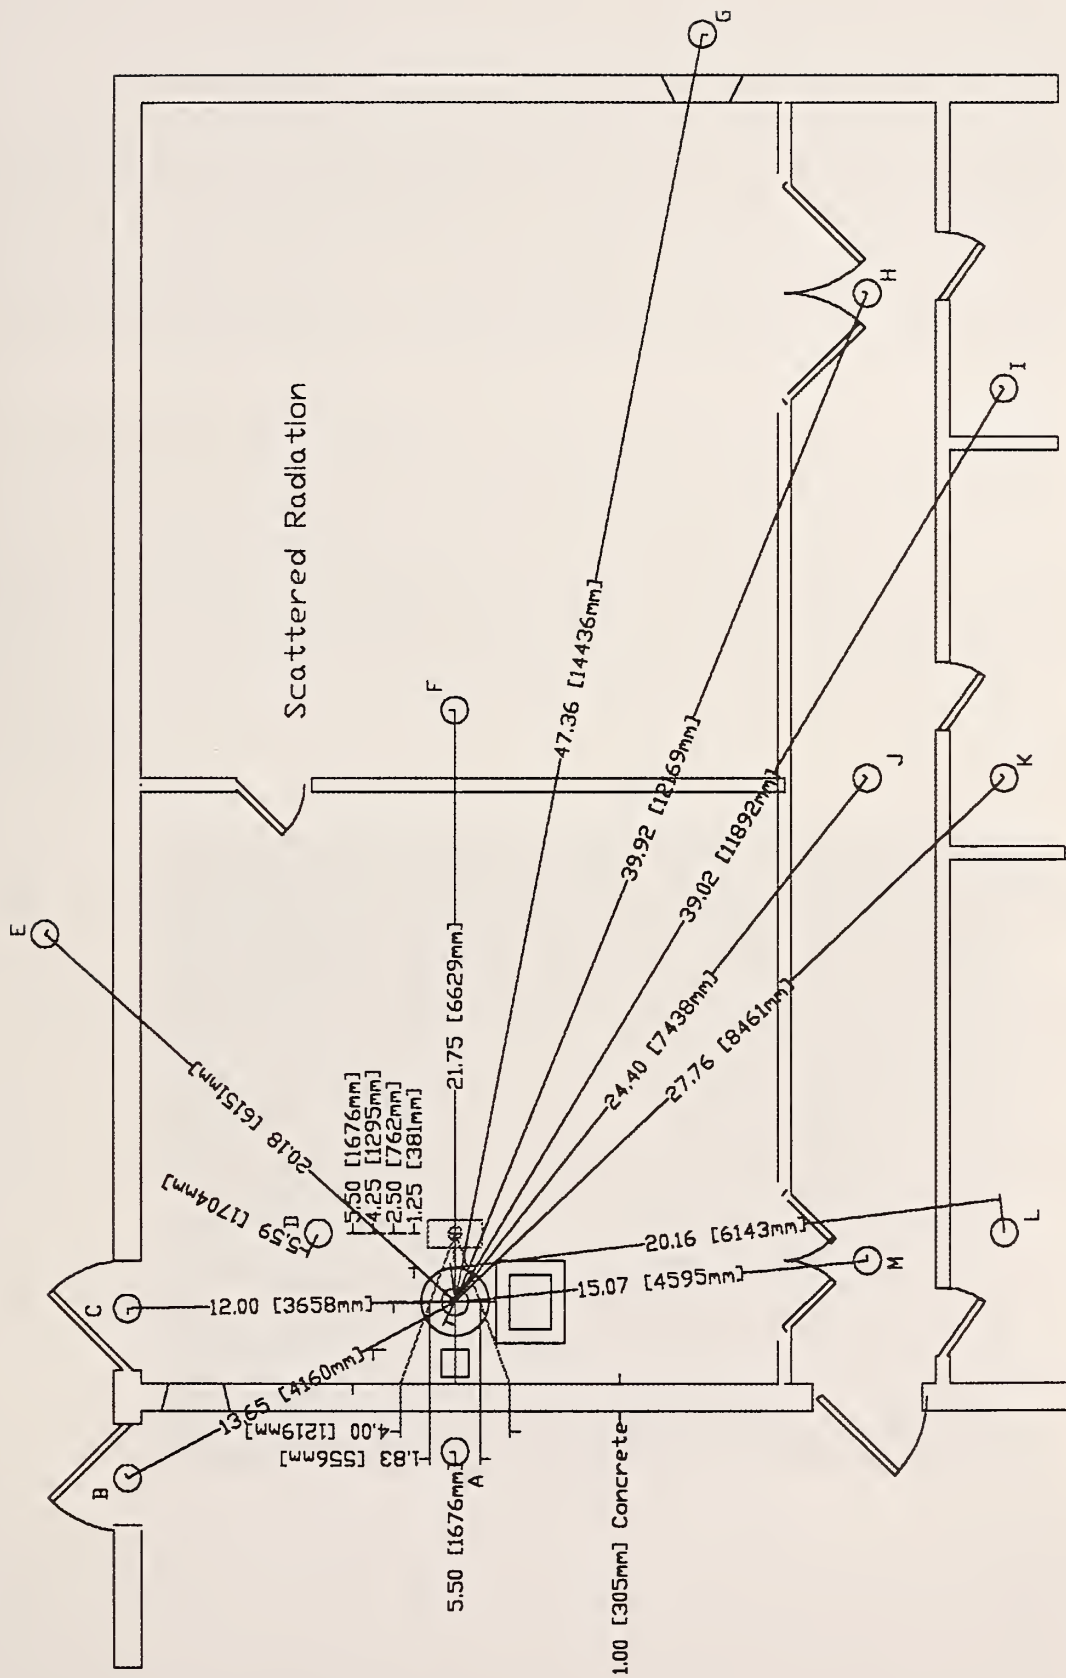 G
E
H
Scattered Radiation
I
F
47.36 [14436mm]
39.92 [12169mm]
39.02 [11892mm]
J
K
21.75 [6629mm]
24.40 [7438mm]
27.76 [8461mm]
20.18 [6151mm]
5.50 [1676mm]
4.25 [1295mm]
2.50 [762mm]
1.25 [381mm]
D
5.59 [1704mm]
20.16 [6143mm]
L
15.07 [4595mm]
M
C
12.00 [3658mm]
13.65 [4160mm]
4.00 [1219mm]
1.83 [556mm]
B
A
5.50 [1676mm]
1.00 [305mm] Concrete